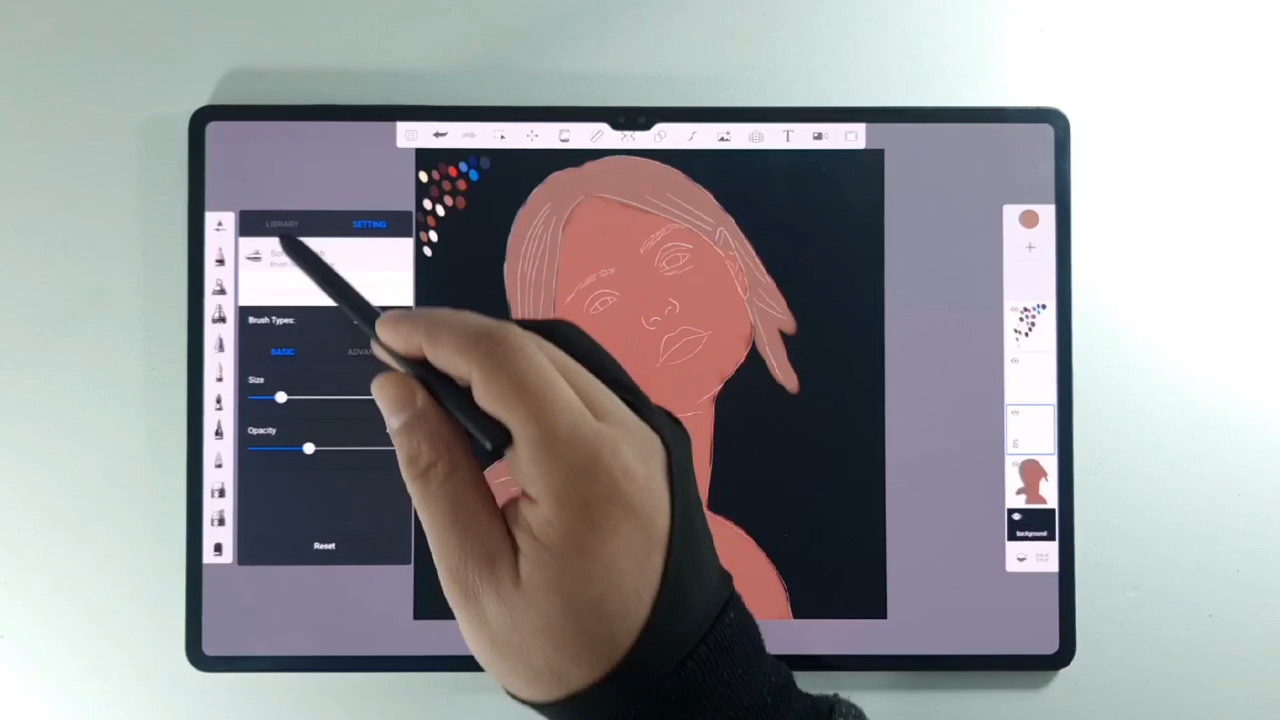 T
LIBRARY
SETTING
Brush Types:
BASIC
Size
Opacity
Reset
background